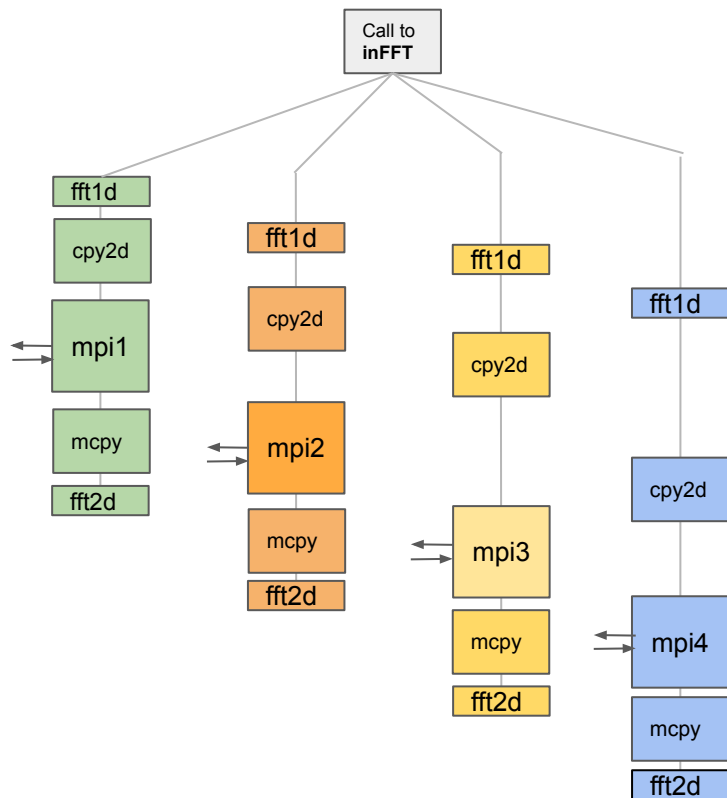 Call to
inFFT
fft1d
cpy2d
mpi1
mcpy
fft2d
fft1d
cpy2d
mpi2
mcpy
fft2d
fft1d
cpy2d
mpi3
mcpy
fft2d
fft1d
cpy2d
mpi4
mcpy
fft2d